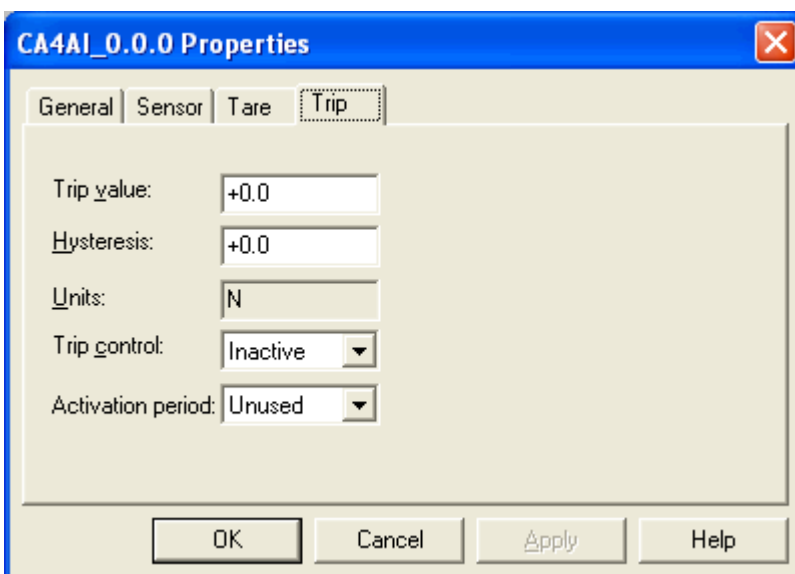 CA4AI_0.0.0 Properties
General Sensor Tare Trip
Trip value: +0.0
Hysteresis: +0.0
Units: N
Trip control: Inactive
Activation period: Unused
OK Cancel Apply Help